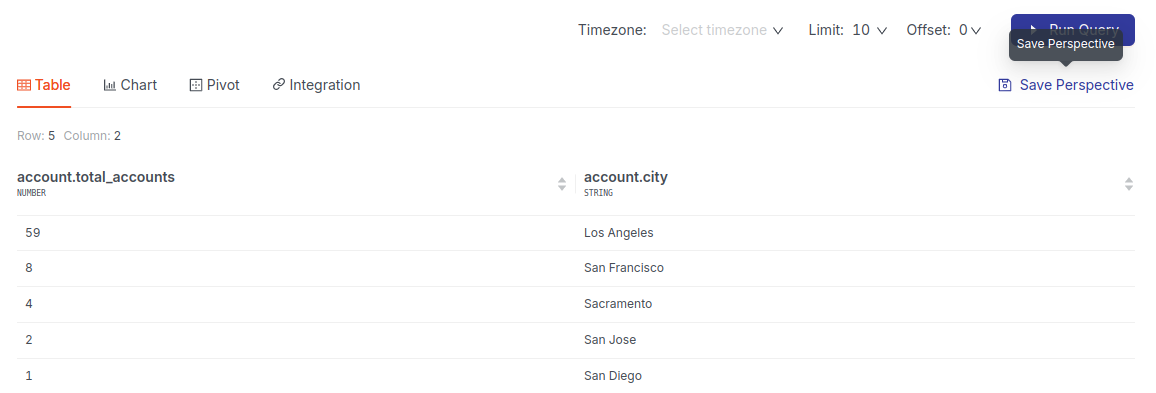 Timezone: Select timezone Limit: 10 Offset: 0 Run Query
Save Perspective
Table Chart Pivot Integration Save Perspective
Row: 5 Column: 2
account.total_accounts account.city
NUMBER STRING
59 Los Angeles
8 San Francisco
4 Sacramento
2 San Jose
1 San Diego